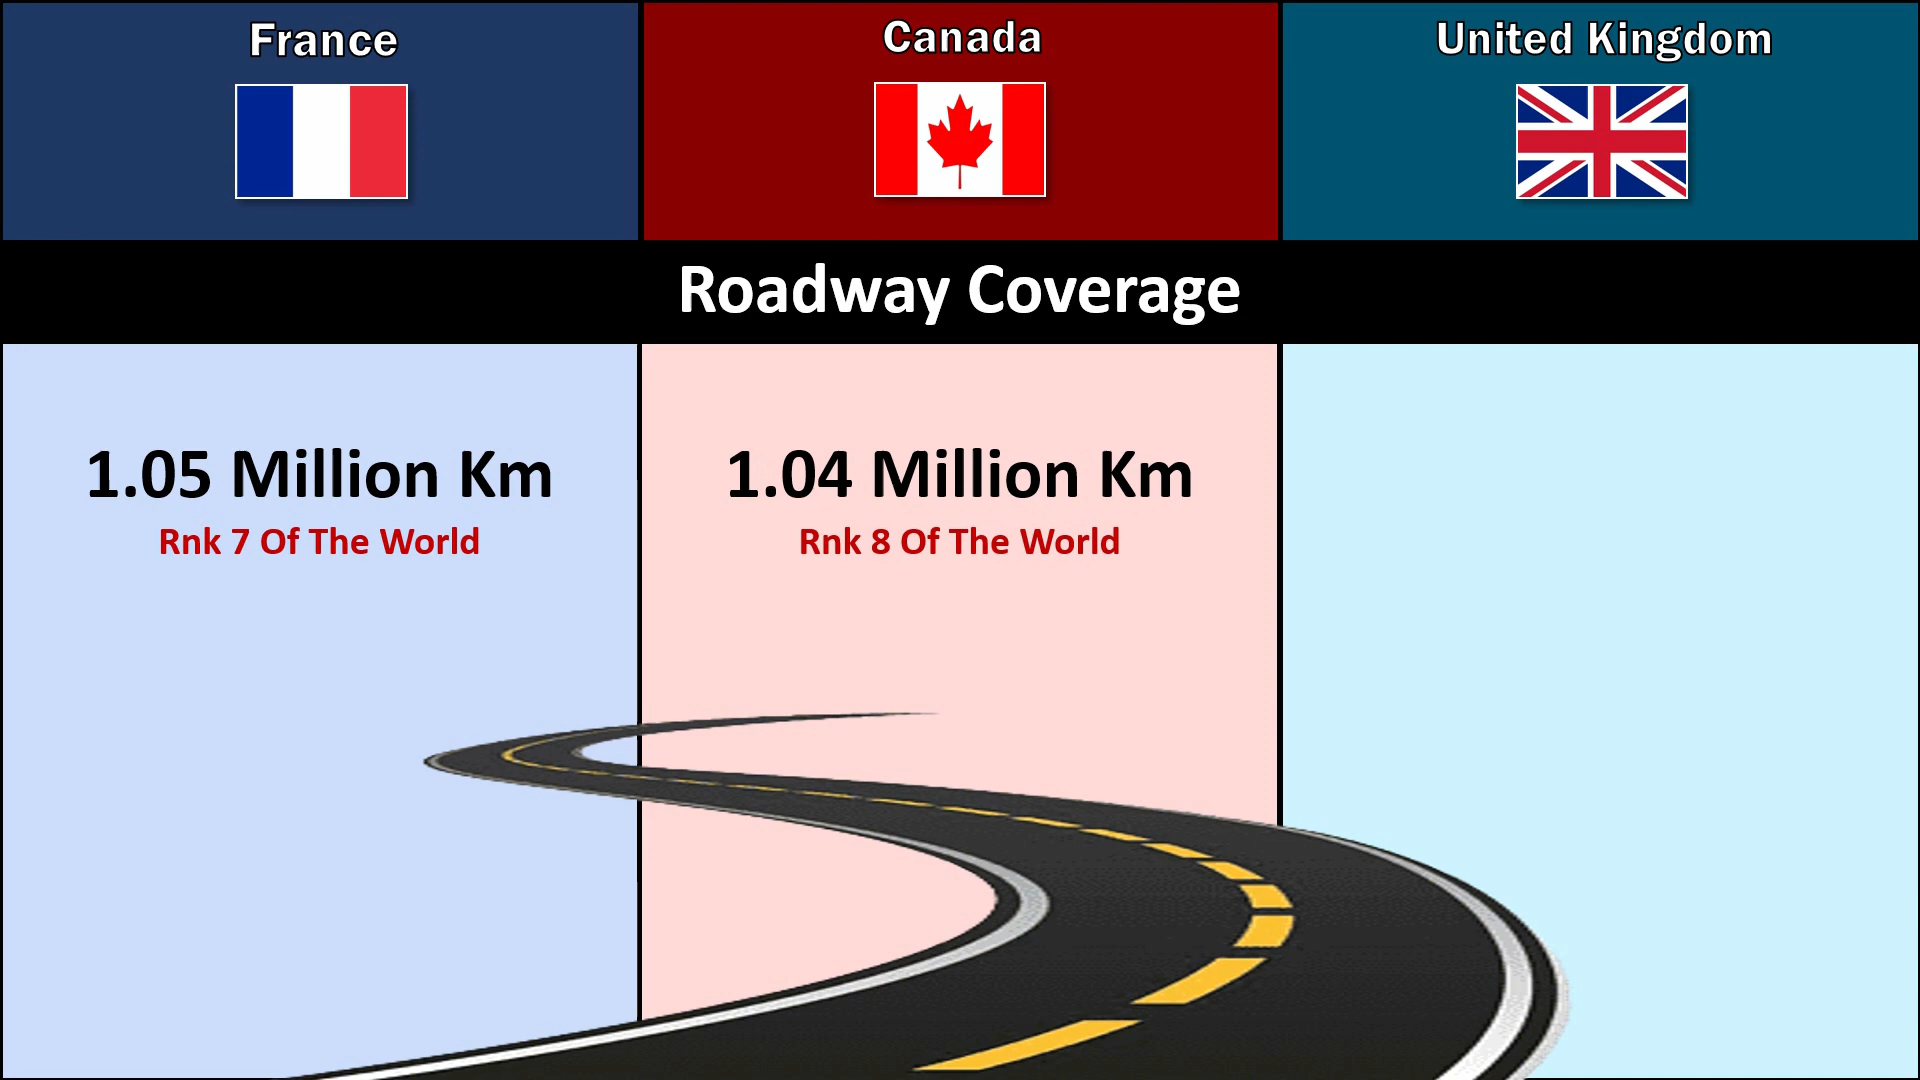 France
Canada
United Kingdom
Roadway Coverage
1.05 Million Km
Rnk 7 Of The World
1.04 Million Km
Rnk 8 Of The World